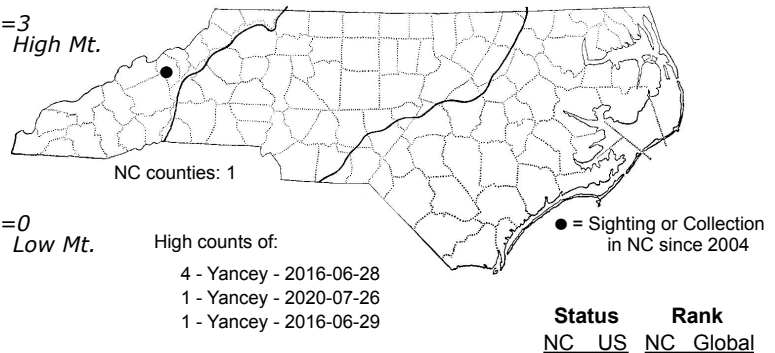 =3
High Mt.
NC counties: 1
=0
Low Mt.
High counts of:
4 - Yancey - 2016-06-28
1 - Yancey - 2020-07-26
1 - Yancey - 2016-06-29
● = Sighting or Collection
in NC since 2004
Status Rank
NC US NC Global